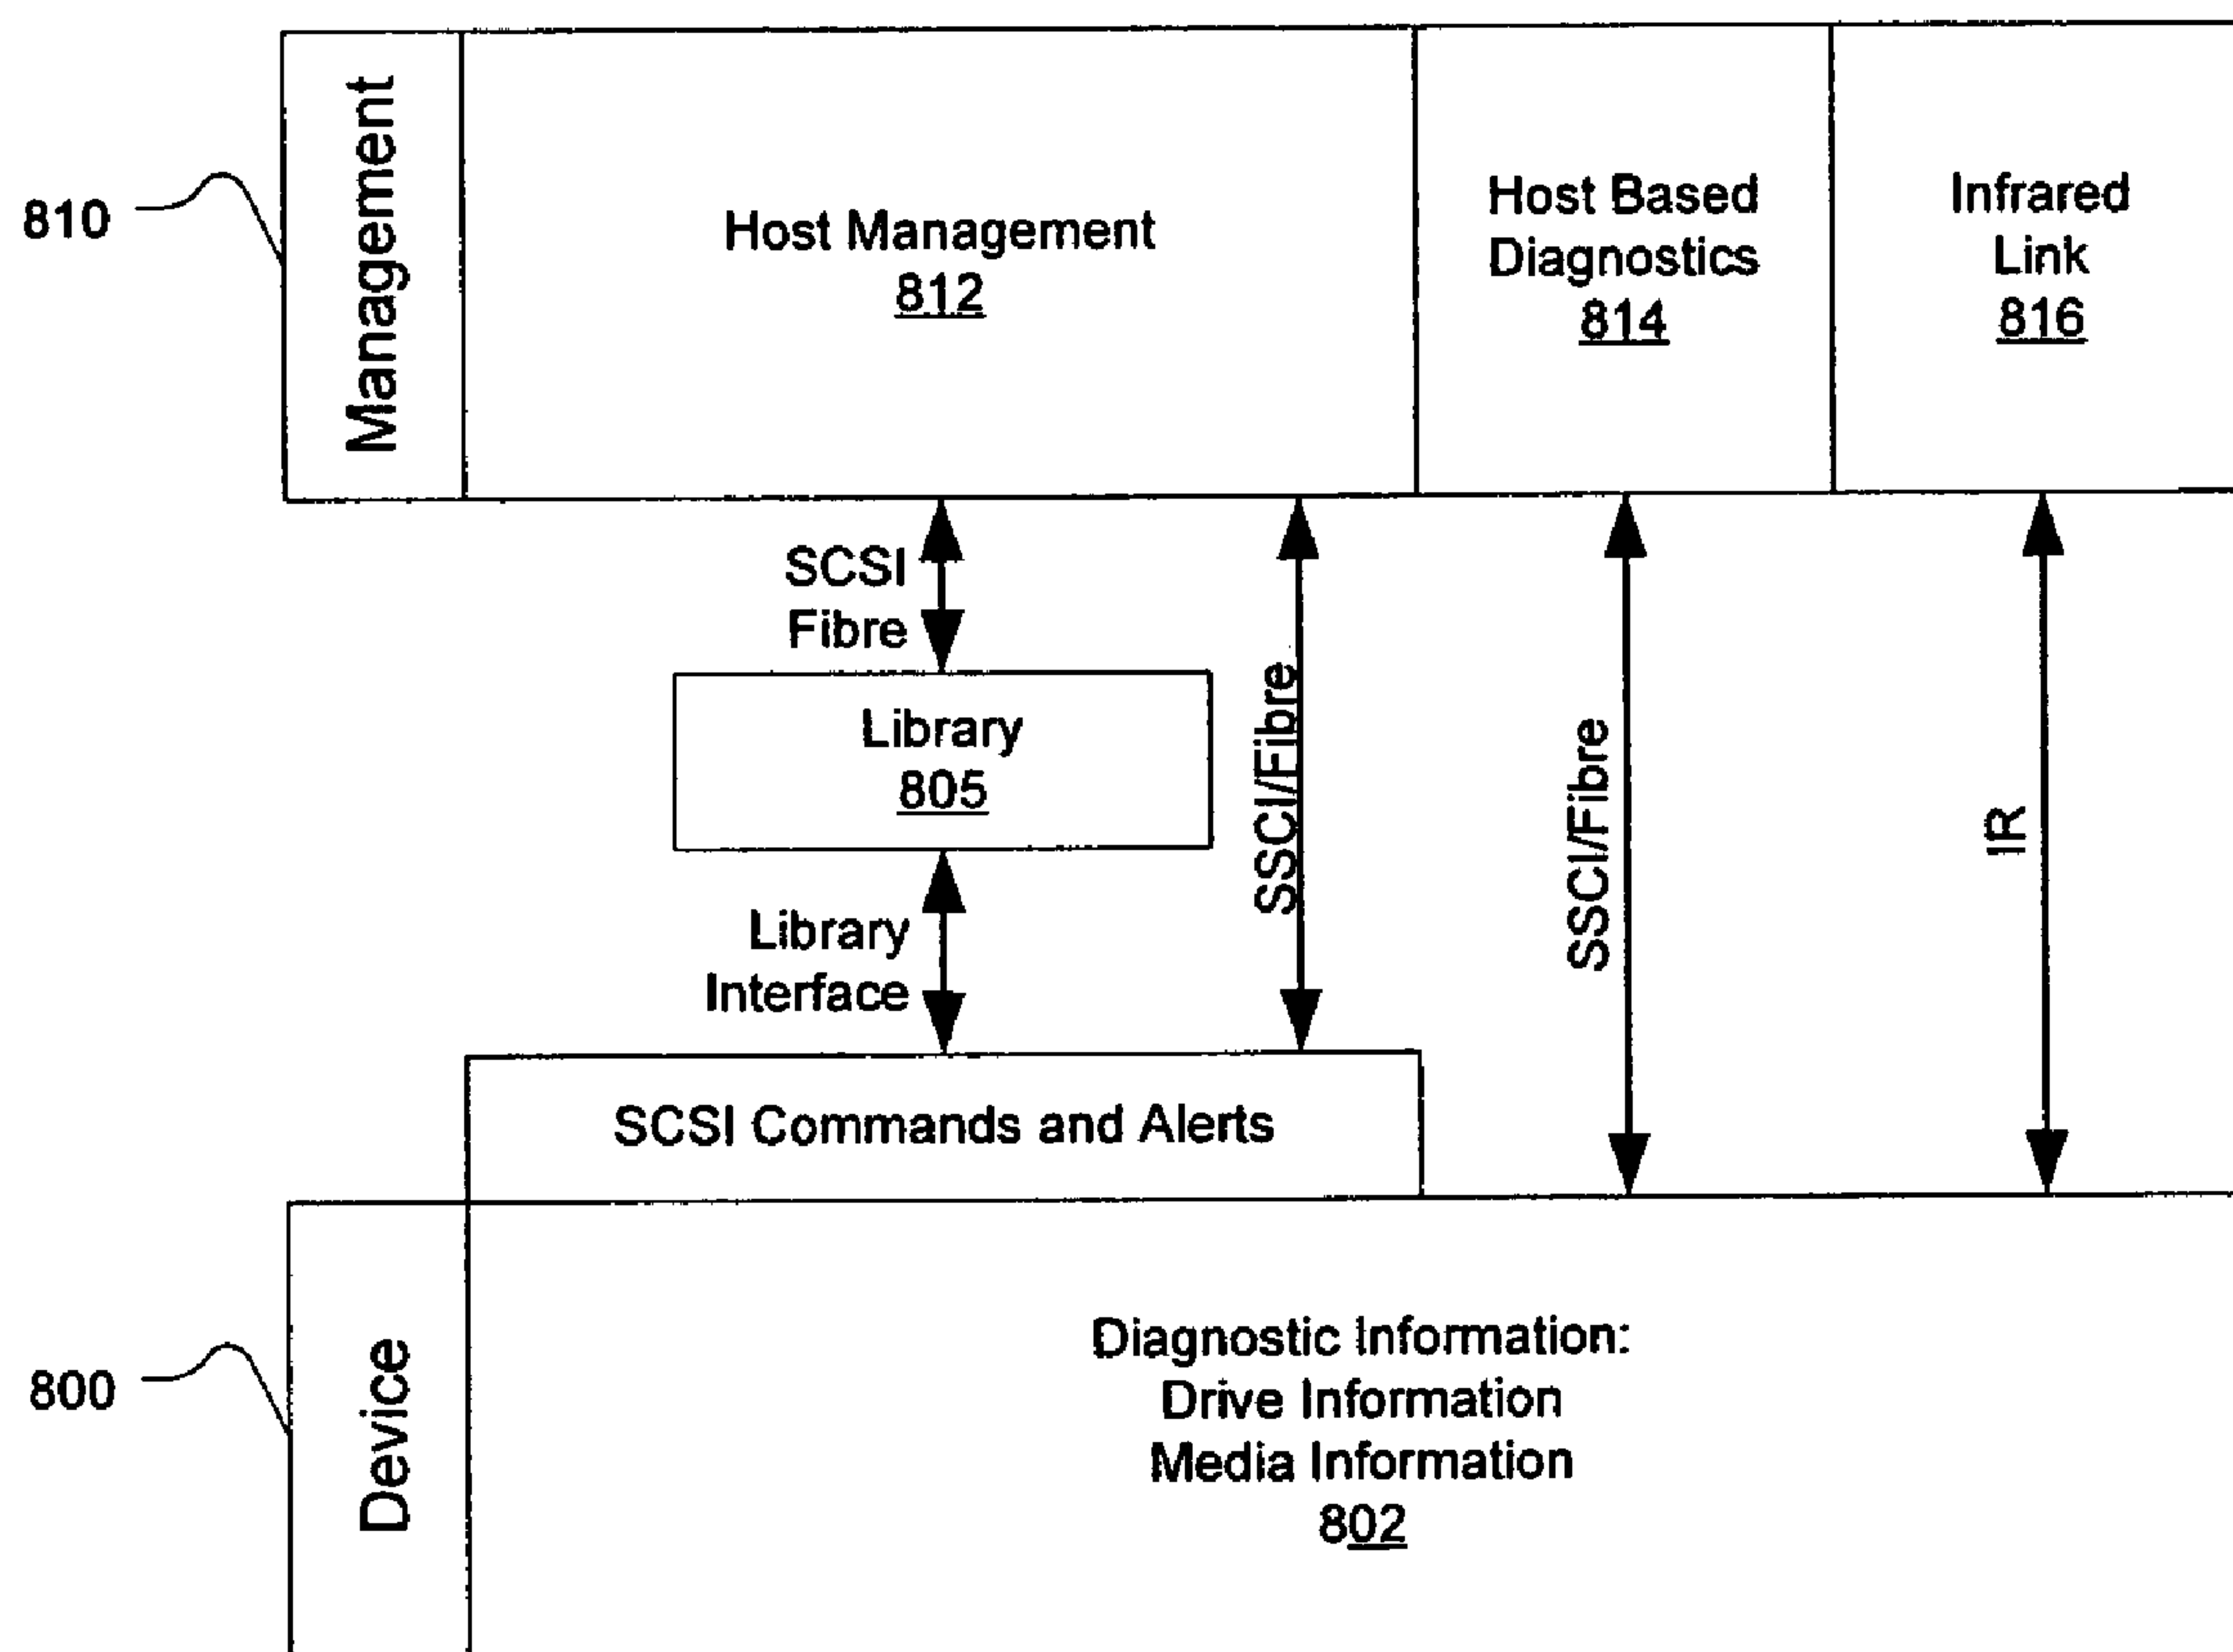 810
Management
Host Management
812
Host Based
Diagnostics
814
Infrared
Link
816
SCSI
Fibre
Library
805
SSCI/Fibre
SSCI/Fibre
IR
Library
Interface
SCSI Commands and Alerts
800
Device
Diagnostic Information:
Drive Information
Media Information
802